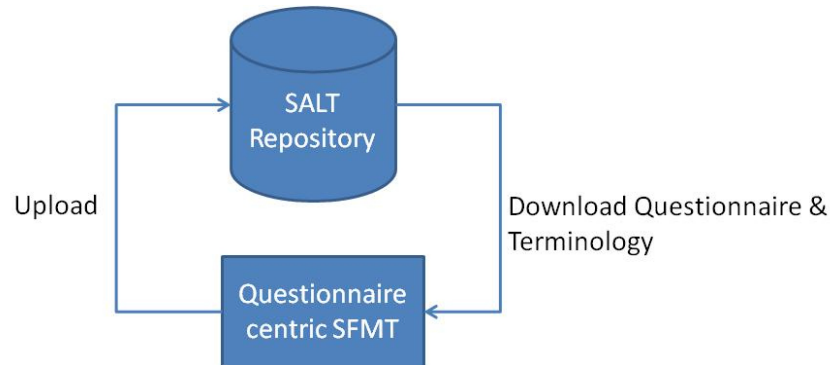 SALT
Repository
Upload
Download Questionnaire &
Terminology
Questionnaire
centric SFMT